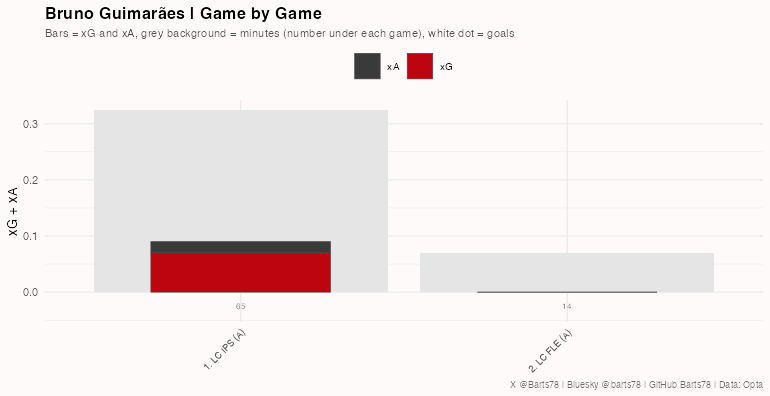 Bruno Guimarães | Game by Game
Bars = xG and xA, grey background = minutes (number under each game), white dot = goals
xA
xG
xG + xA
0.3
0.2
0.1
0.0
65
14
1. LC IPS (A)
2. LC FLE (A)
X @Barts78 | Bluesky @barts78 | GitHub Barts78 | Data: Opta